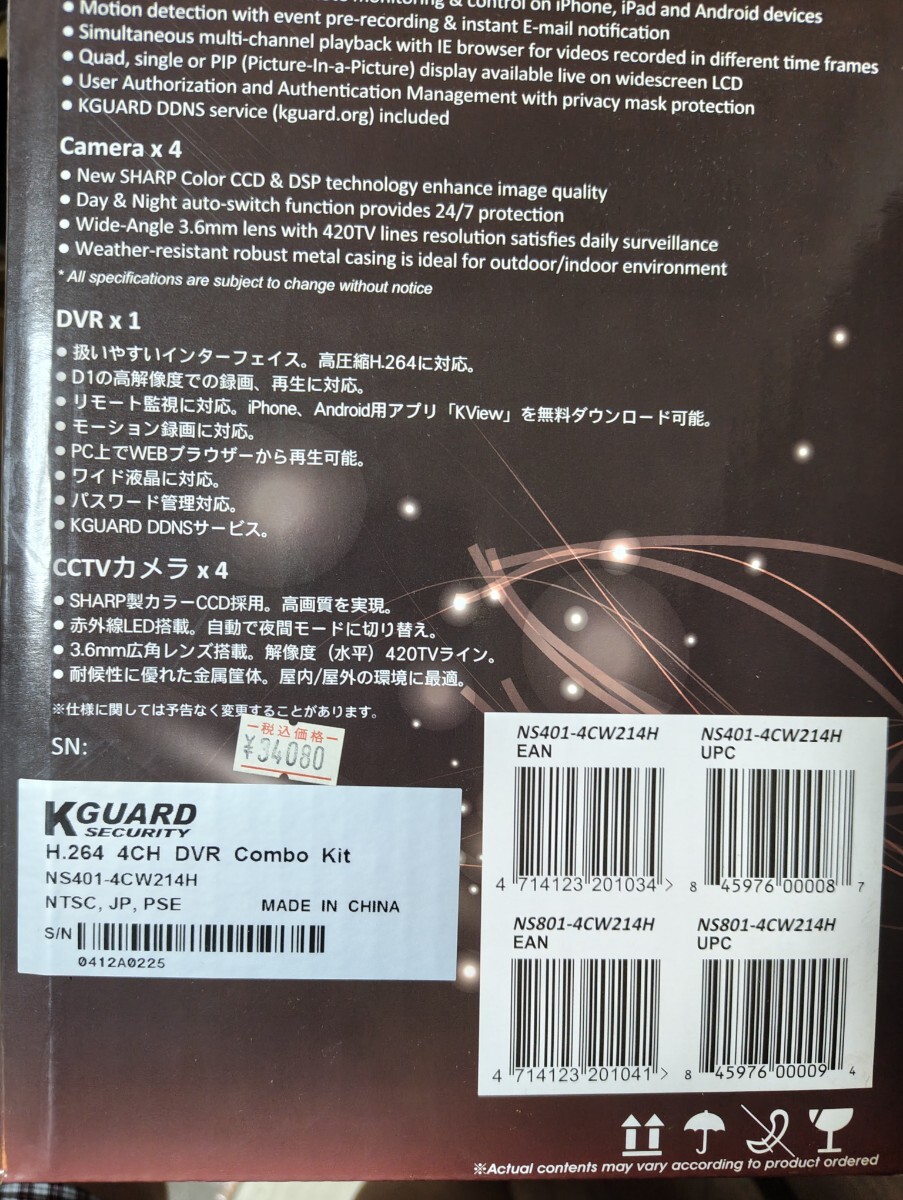 monitoring & control on iPhone, iPad and Android devices
• Motion detection with event pre-recording & instant E-mail notification
• Simultaneous multi-channel playback with IE browser for videos recorded in different time frames
• Quad, single or PIP (Picture-In-a-Picture) display available live on widescreen LCD
• User Authorization and Authentication Management with privacy mask protection
• KGUARD DDNS service (kguard.org) included
Camera x 4
• New SHARP Color CCD & DSP technology enhance image quality
• Day & Night auto-switch function provides 24/7 protection
• Wide-Angle 3.6mm lens with 420TV lines resolution satisfies daily surveillance
• Weather-resistant robust metal casing is ideal for outdoor/indoor environment
* All specifications are subject to change without notice
DVR x 1
• 扱いやすいインターフェイス。高圧縮H.264に対応。
• D1の高解像度での録画、再生に対応。
• リモート監視に対応。iPhone、Android用アプリ「KView」を無料ダウンロード可能。
• モーション録画に対応。
• PC上でWEBブラウザーから再生可能。
• ワイド液晶に対応。
• パスワード管理対応。
• KGUARD DDNSサービス。
CCTVカメラ x 4
• SHARP製カラーCCD採用。高画質を実現。
• 赤外線LED搭載。自動で夜間モードに切り替え。
• 3.6mm広角レンズ搭載。解像度（水平）420TVライン。
• 耐候性に優れた金属筐体。屋内/屋外の環境に最適。
※仕様に関しては予告なく変更することがあります。
SN:
税込価格
¥34080
KGUARD
SECURITY
H.264 4CH DVR Combo Kit
NS401-4CW214H
NTSC, JP, PSE MADE IN CHINA
S/N
0412A0225
NS401-4CW214H
EAN
4 714123 201034 >
NS401-4CW214H
UPC
8 45976 00008 7
NS801-4CW214H
EAN
4 714123 201041 >
NS801-4CW214H
UPC
8 45976 00009 4
※Actual contents may vary according to product ordered